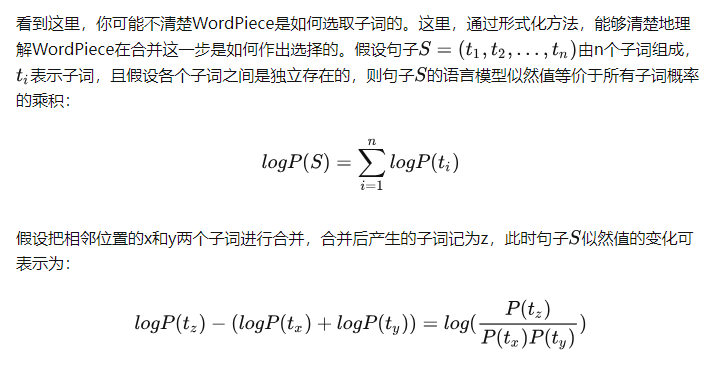 看到这里，你可能不清楚WordPiece是如何选取子词的。这里，通过形式化方法，能够清楚地理
解WordPiece在合并这一步是如何作出选择的。假设句子S = (t₁, t₂, . . . , tₙ)由n个子词组成，
tᵢ表示子词，且假设各个子词之间是独立存在的，则句子S的语言模型似然值等价于所有子词概率
的乘积：
logP(S) = ∑_{i=1}^{n} logP(tᵢ)
假设把相邻位置的x和y两个子词进行合并，合并后产生的子词记为z，此时句子S似然值的变化可
表示为：
logP(t_z) − (logP(t_x) + logP(t_y)) = log(\frac{P(t_z)}{P(t_x)P(t_y)})